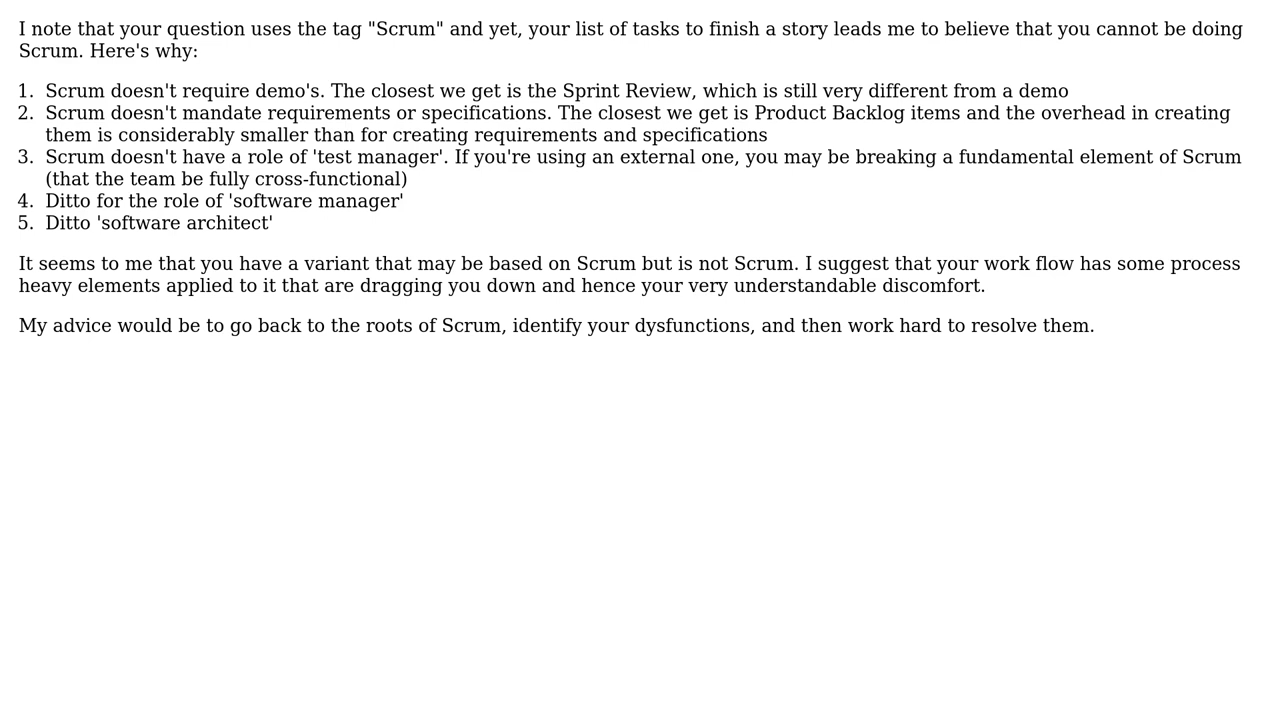 I note that your question uses the tag "Scrum" and yet, your list of tasks to finish a story leads me to believe that you cannot be doing
Scrum. Here's why:
1. Scrum doesn't require demo's. The closest we get is the Sprint Review, which is still very different from a demo
2. Scrum doesn't mandate requirements or specifications. The closest we get is Product Backlog items and the overhead in creating
them is considerably smaller than for creating requirements and specifications
3. Scrum doesn't have a role of 'test manager'. If you're using an external one, you may be breaking a fundamental element of Scrum
(that the team be fully cross-functional)
4. Ditto for the role of 'software manager'
5. Ditto 'software architect'
It seems to me that you have a variant that may be based on Scrum but is not Scrum. I suggest that your work flow has some process
heavy elements applied to it that are dragging you down and hence your very understandable discomfort.
My advice would be to go back to the roots of Scrum, identify your dysfunctions, and then work hard to resolve them.